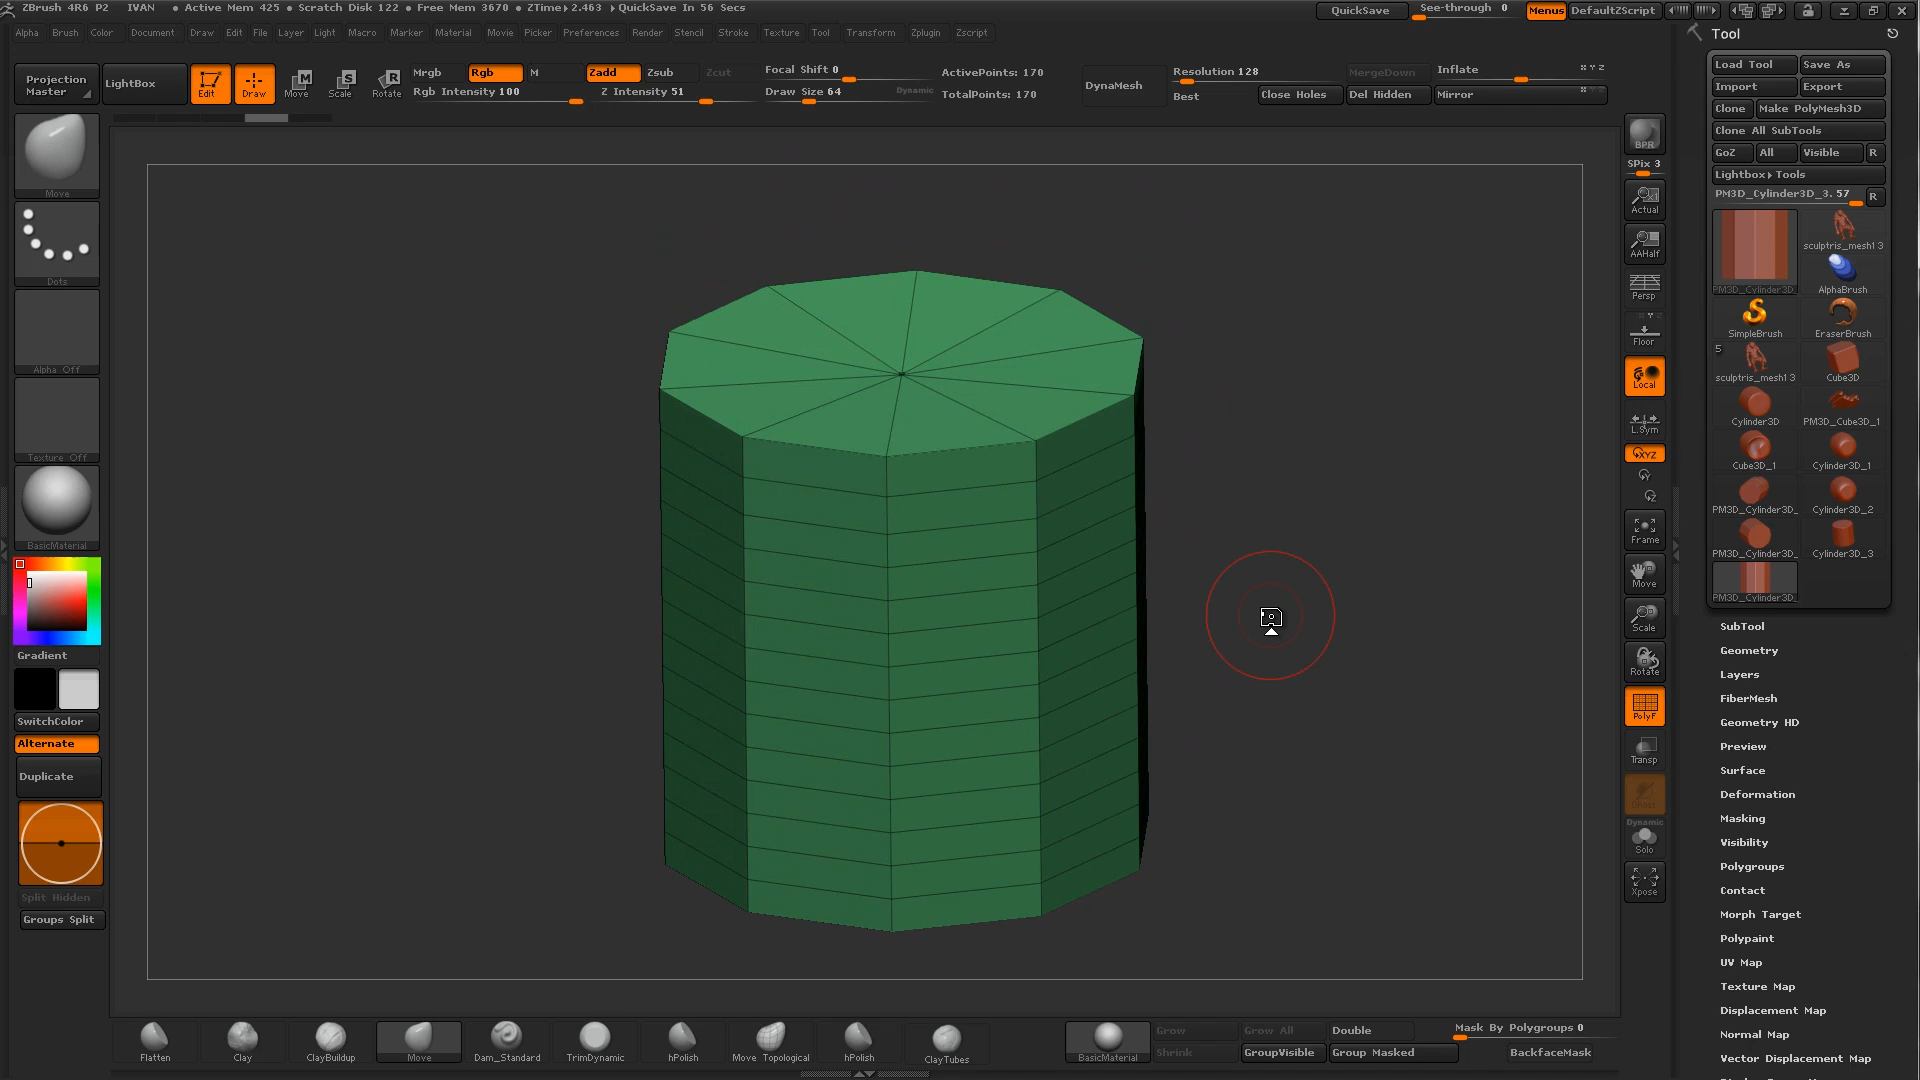 ZBrush 4R6 P2 IVAN • Active Mem 425 • Scratch Disk 122 • Free Mem 3670 • ZTime▸2.463 ▸QuickSave In 56 Secs QuickSave See-through 0 Menus DefaultZScript
Alpha Brush Color Document Draw Edit File Layer Light Macro Marker Material Movie Picker Preferences Render Stencil Stroke Texture Tool Transform Zplugin Zscript
Projection Master
LightBox
Edit Draw Move Scale Rotate
Mrgb Rgb M Zadd Zsub Zcut
Rgb Intensity 100 Z Intensity 51
Focal Shift 0
Draw Size 64 Dynamic
ActivePoints: 170
TotalPoints: 170
DynaMesh
Resolution 128 MergeDown Inflate X Y Z
Best Close Holes Del Hidden Mirror
Move
Dots
Alpha Off
Texture Off
BasicMaterial
Gradient
SwitchColor
Alternate
Duplicate
Split Hidden
Groups Split
BPR
SPix 3
Actual
AAHalf
Persp
Floor
Local
L.Sym
XYZ
Y
Z
Frame
Move
Scale
Rotate
PolyF
Transp
Ghost
Dynamic
Solo
Xpose
Tool
Load Tool Save As
Import Export
Clone Make PolyMesh3D
Clone All SubTools
GoZ All Visible R
Lightbox▸Tools
PM3D_Cylinder3D_3. 57 R
PM3D_Cylinder3D_ sculptris_mesh13
AlphaBrush
SimpleBrush EraserBrush
5
sculptris_mesh13 Cube3D
Cylinder3D PM3D_Cube3D_1
Cube3D_1 Cylinder3D_1
PM3D_Cylinder3D_ Cylinder3D_2
PM3D_Cylinder3D_ Cylinder3D_3
PM3D_Cylinder3D_
SubTool
Geometry
Layers
FiberMesh
Geometry HD
Preview
Surface
Deformation
Masking
Visibility
Polygroups
Contact
Morph Target
Polypaint
UV Map
Texture Map
Displacement Map
Normal Map
Vector Displacement Map
Flatten Clay ClayBuildup Move Dam_Standard TrimDynamic hPolish Move Topological hPolish ClayTubes BasicMaterial
Grow Grow All Double Mask By Polygroups 0
Shrink GroupVisible Group Masked BackfaceMask